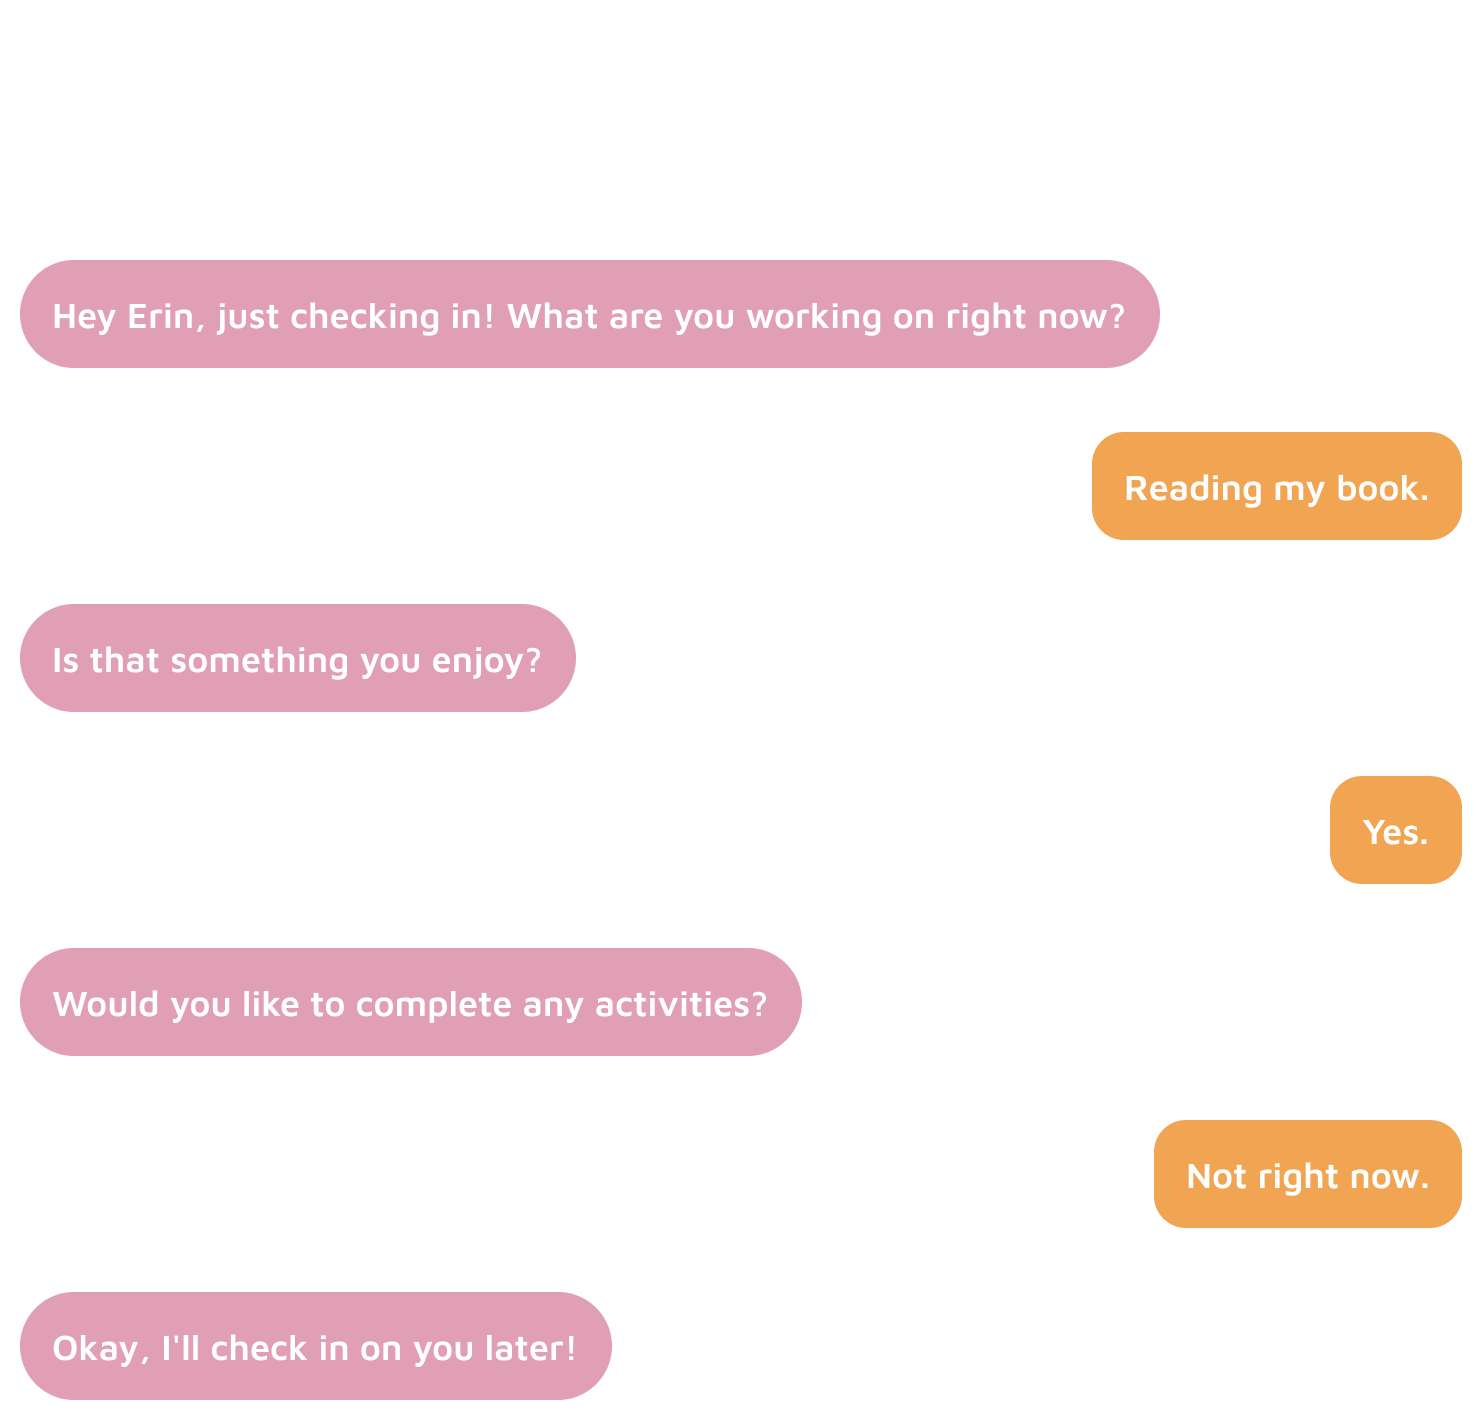 Hey Erin, just checking in! What are you working on right now?
Reading my book.
Is that something you enjoy?
Yes.
Would you like to complete any activities?
Not right now.
Okay, I'll check in on you later!